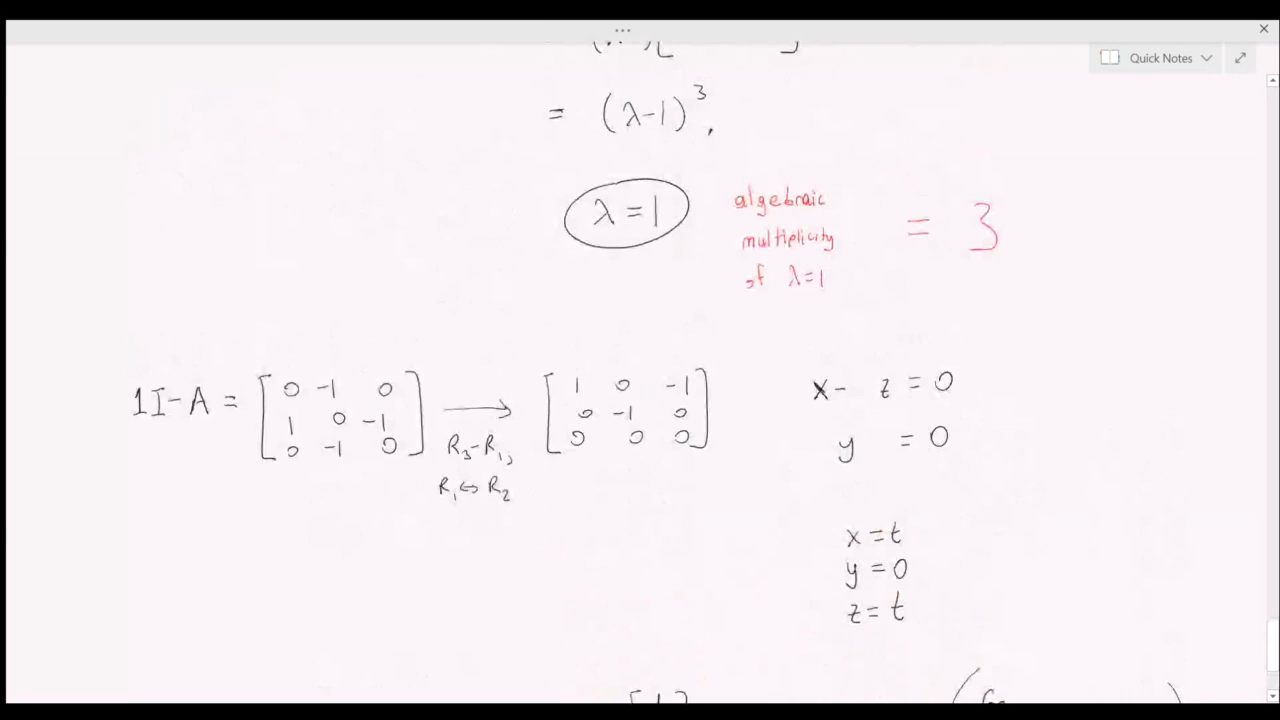 Quick Notes
= (λ-1)³,
λ=1
algebraic
multiplicity
of λ=1
= 3
1I-A = [0 -1 0
1 0 -1
0 -1 0]
R₃-R₁,
R₁↔R₂
[1 0 -1
0 -1 0
0 0 0]
x- z = 0
y = 0
x = t
y = 0
z = t